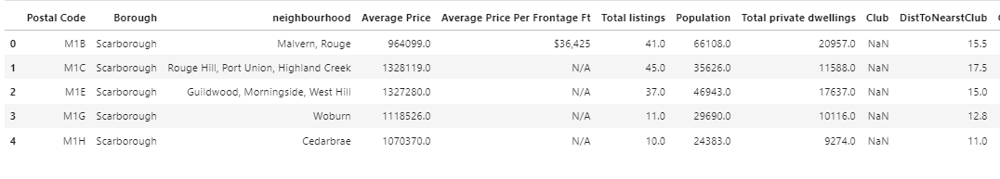 Postal Code Borough neighbourhood Average Price Average Price Per Frontage Ft Total listings Population Total private dwellings Club DistToNearstClub
0 M1B Scarborough Malvern, Rouge 964099.0 $36,425 41.0 66108.0 20957.0 NaN 15.5
1 M1C Scarborough Rouge Hill, Port Union, Highland Creek 1328119.0 N/A 45.0 35626.0 11588.0 NaN 17.5
2 M1E Scarborough Guildwood, Morningside, West Hill 1327280.0 N/A 37.0 46943.0 17637.0 NaN 15.0
3 M1G Scarborough Woburn 1118526.0 N/A 11.0 29690.0 10116.0 NaN 12.8
4 M1H Scarborough Cedarbrae 1070370.0 N/A 10.0 24383.0 9274.0 NaN 11.0